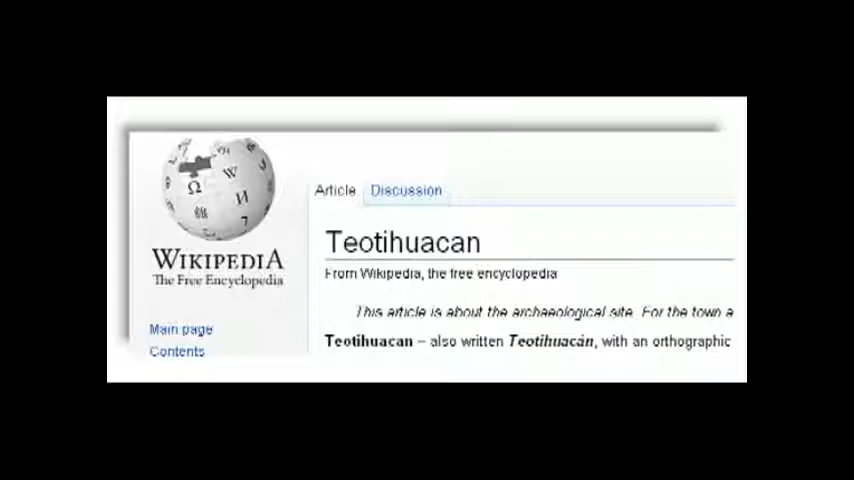 WIKIPEDIA
The Free Encyclopedia
Main page
Contents
Article Discussion
Teotihuacan
From Wikipedia, the free encyclopedia
This article is about the archaeological site. For the town a
Teotihuacan – also written Teotihuacán, with an orthographic